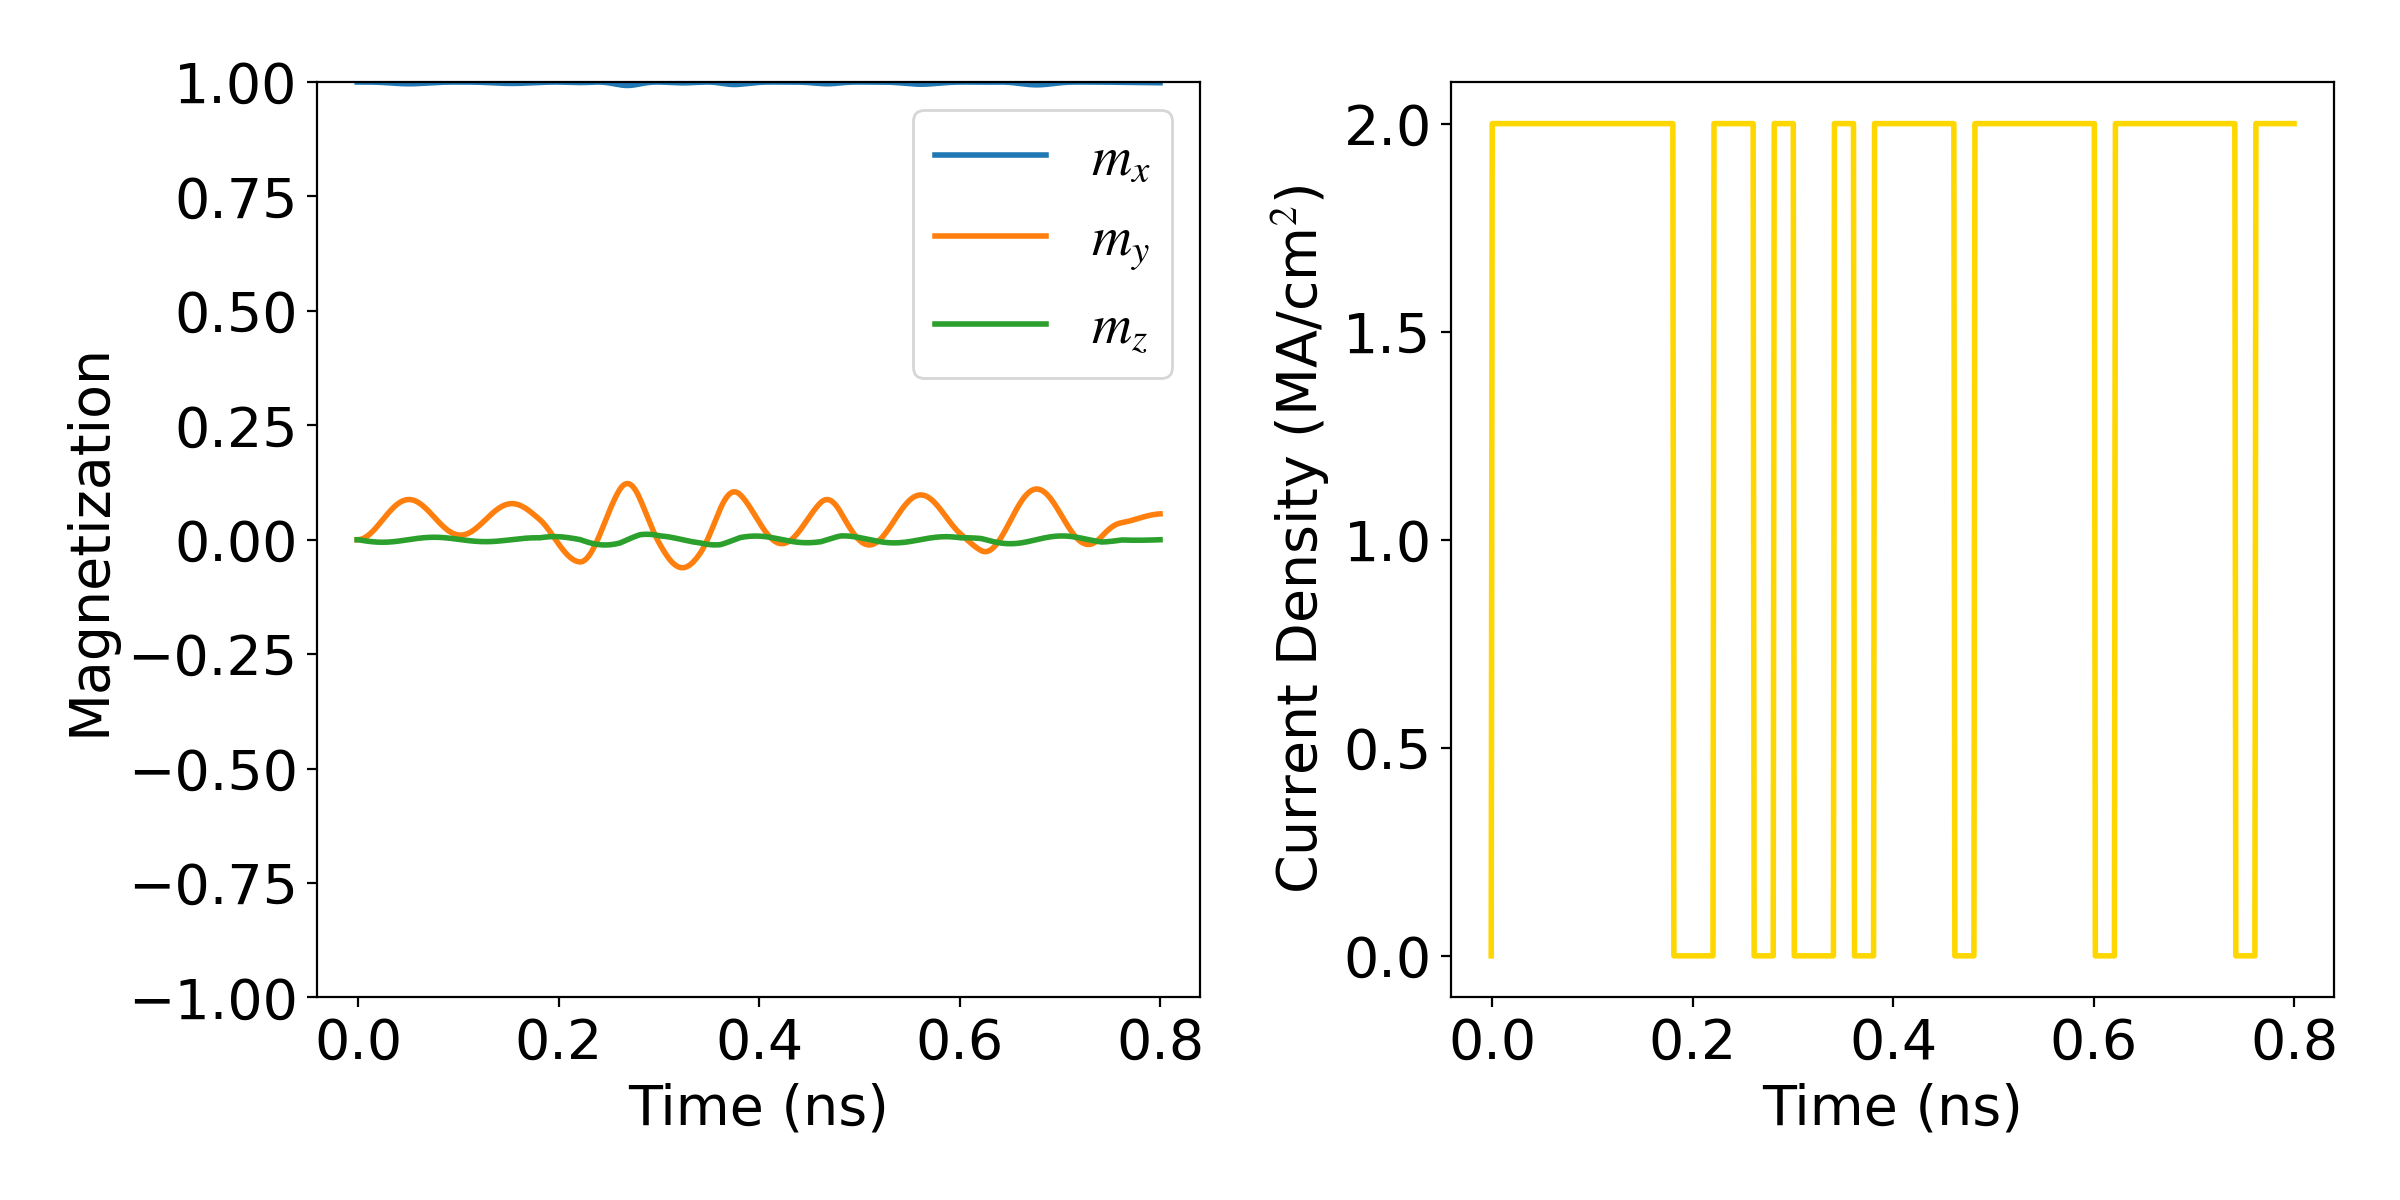 1.00
0.75
0.50
0.25
0.00
−0.25
−0.50
−0.75
−1.00
Magnetization
0.0 0.2 0.4 0.6 0.8
Time (ns)
m_x
m_y
m_z
2.0
1.5
1.0
0.5
0.0
Current Density (MA/cm²)
0.0 0.2 0.4 0.6 0.8
Time (ns)